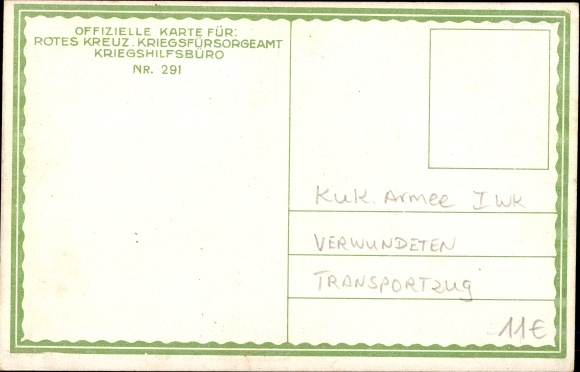 OFFIZIELLE KARTE FÜR:
ROTES KREUZ. KRIEGSFÜRSORGEAMT
KRIEGSHILFSBÜRO
NR. 291
KuK. Armee I WK
VERWUNDETEN
TRANSPORTZUG
11€